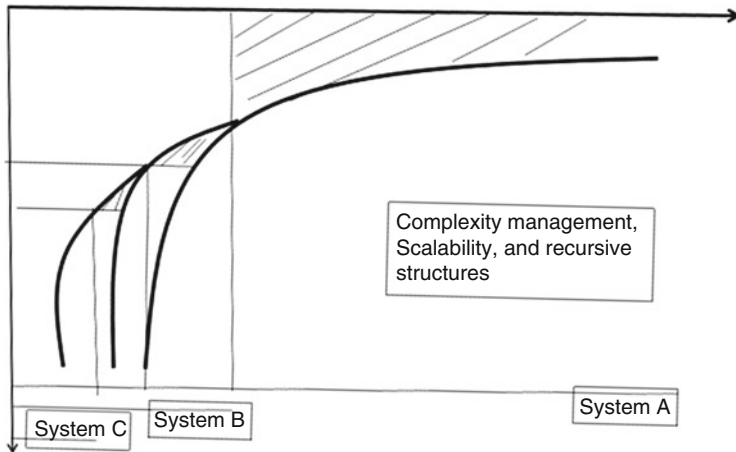 Complexity management,
Scalability, and recursive
structures
System C
System B
System A